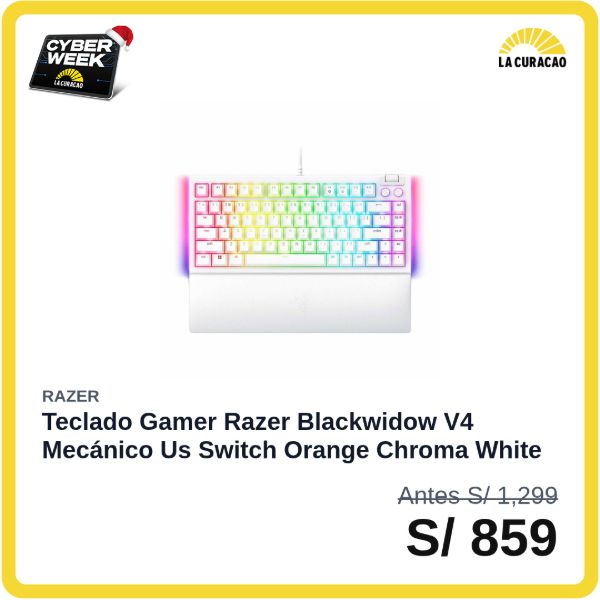 CYBER
WEEK
LA CURACAO
LA CURACAO
RAZER
Teclado Gamer Razer Blackwidow V4
Mecánico Us Switch Orange Chroma White
Antes S/ 1,299
S/ 859